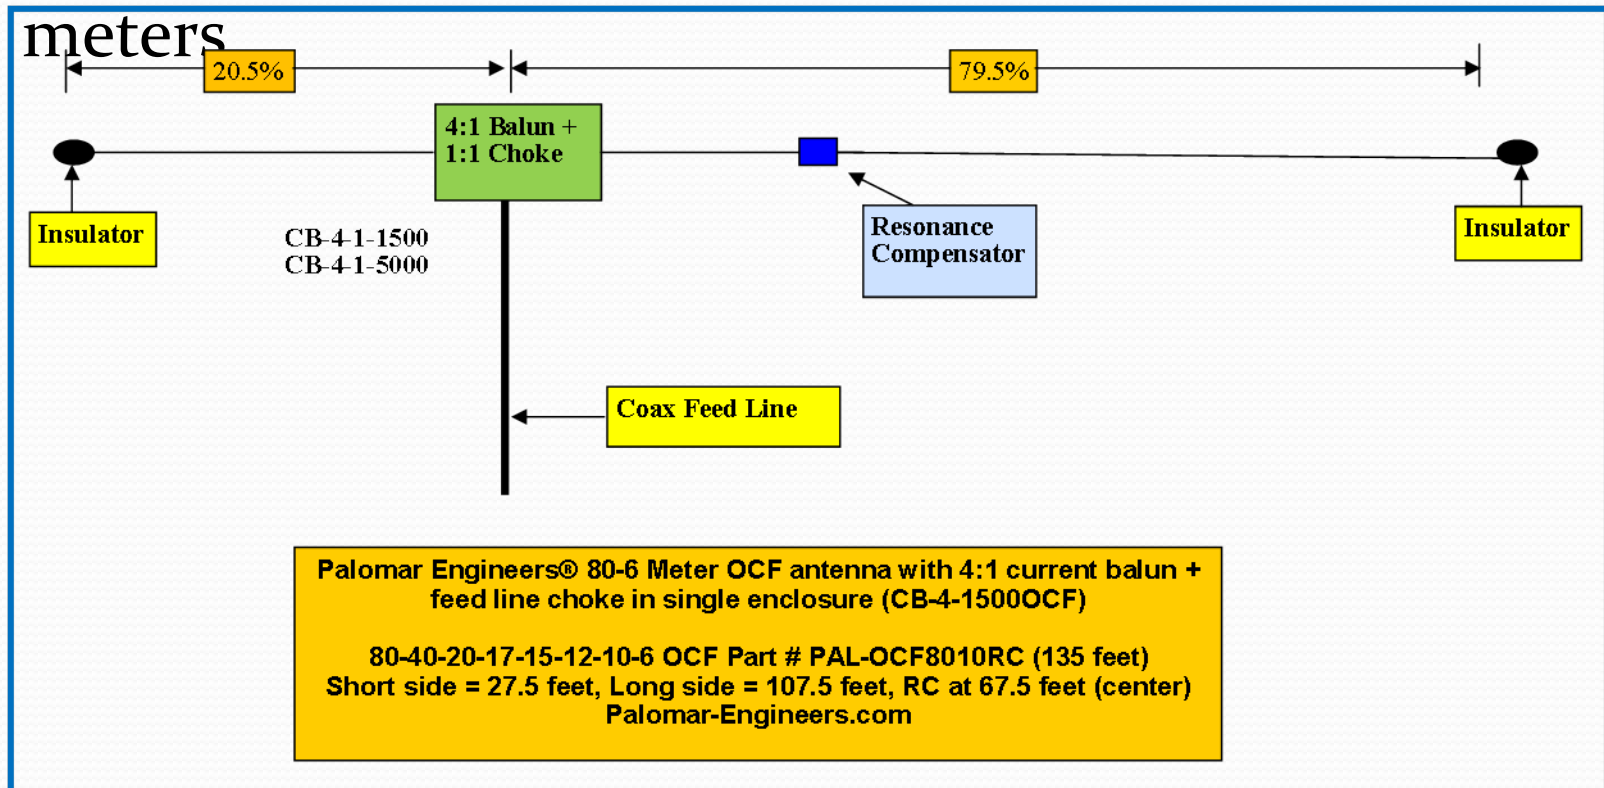 meters
20.5%
79.5%
4:1 Balun +
1:1 Choke
Insulator
CB-4-1-1500
CB-4-1-5000
Resonance
Compensator
Insulator
Coax Feed Line
Palomar Engineers® 80-6 Meter OCF antenna with 4:1 current balun +
feed line choke in single enclosure (CB-4-1500OCF)
80-40-20-17-15-12-10-6 OCF Part # PAL-OCF8010RC (135 feet)
Short side = 27.5 feet, Long side = 107.5 feet, RC at 67.5 feet (center)
Palomar-Engineers.com